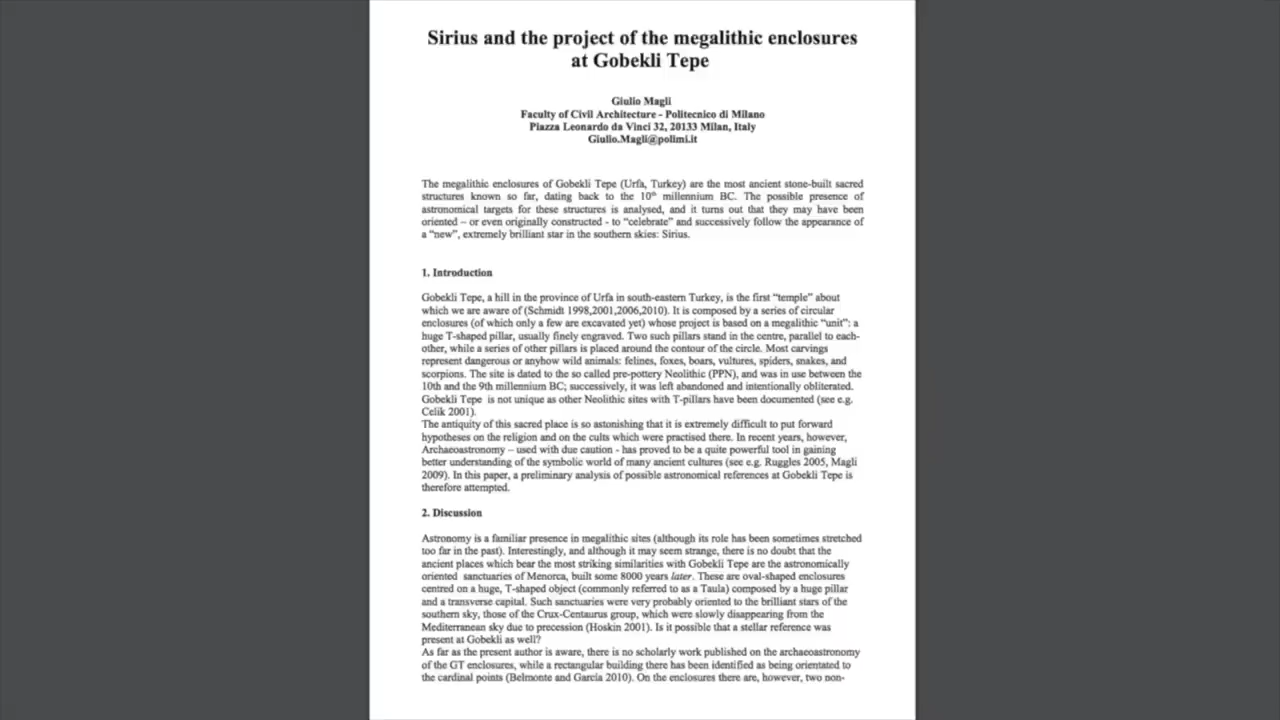 Sirius and the project of the megalithic enclosures
at Gobekli Tepe
Giulio Magli
Faculty of Civil Architecture - Politecnico di Milano
Piazza Leonardo da Vinci 32, 20133 Milan, Italy
Giulio.Magli@polimi.it
The megalithic enclosures of Gobekli Tepe (Urfa, Turkey) are the most ancient stone-built sacred
structures known so far, dating back to the 10th millennium BC. The possible presence of
astronomical targets for these structures is analysed, and it turns out that they may have been
oriented – or even originally constructed - to “celebrate” and successively follow the appearance of
a “new”, extremely brilliant star in the southern skies: Sirius.
1. Introduction
Gobekli Tepe, a hill in the province of Urfa in south-eastern Turkey, is the first “temple” about
which we are aware of (Schmidt 1998,2001,2006,2010). It is composed by a series of circular
enclosures (of which only a few are excavated yet) whose project is based on a megalithic “unit”: a
huge T-shaped pillar, usually finely engraved. Two such pillars stand in the centre, parallel to each-
other, while a series of other pillars is placed around the contour of the circle. Most carvings
represent dangerous or anyhow wild animals: felines, foxes, boars, vultures, spiders, snakes, and
scorpions. The site is dated to the so called pre-pottery Neolithic (PPN), and was in use between the
10th and the 9th millennium BC; successively, it was left abandoned and intentionally obliterated.
Gobekli Tepe is not unique as other Neolithic sites with T-pillars have been documented (see e.g.
Celik 2001).
The antiquity of this sacred place is so astonishing that it is extremely difficult to put forward
hypotheses on the religion and on the cults which were practised there. In recent years, however,
Archaeoastronomy – used with due caution - has proved to be a quite powerful tool in gaining
better understanding of the symbolic world of many ancient cultures (see e.g. Ruggles 2005, Magli
2009). In this paper, a preliminary analysis of possible astronomical references at Gobekli Tepe is
therefore attempted.
2. Discussion
Astronomy is a familiar presence in megalithic sites (although its role has been sometimes stretched
too far in the past). Interestingly, and although it may seem strange, there is no doubt that the
ancient places which bear the most striking similarities with Gobekli Tepe are the astronomically
oriented sanctuaries of Menorca, built some 8000 years later. These are oval-shaped enclosures
centred on a huge, T-shaped object (commonly referred to as a Taula) composed by a huge pillar
and a transverse capital. Such sanctuaries were very probably oriented to the brilliant stars of the
southern sky, those of the Crux-Centaurus group, which were slowly disappearing from the
Mediterranean sky due to precession (Hoskin 2001). Is it possible that a stellar reference was
present at Gobekli as well?
As far as the present author is aware, there is no scholarly work published on the archaeoastronomy
of the GT enclosures, while a rectangular building there has been identified as being orientated to
the cardinal points (Belmonte and García 2010). On the enclosures there are, however, two non-